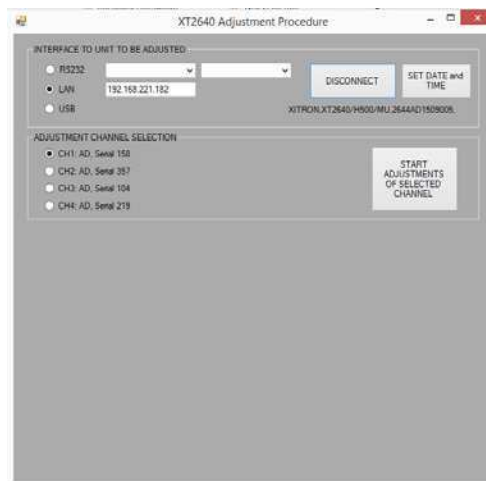 XT2640 Adjustment Procedure
INTERFACE TO UNIT TO BE ADJUSTED
RS232
LAN
192.168.221.182
USB
DISCONNECT
SET DATE and
TIME
XITRON,XT2640/H500/MU,2644AD1509009,
ADJUSTMENT CHANNEL SELECTION
CH1: AD, Serial 158
CH2: AD, Serial 357
CH3: AD, Serial 104
CH4: AD, Serial 219
START
ADJUSTMENTS
OF SELECTED
CHANNEL